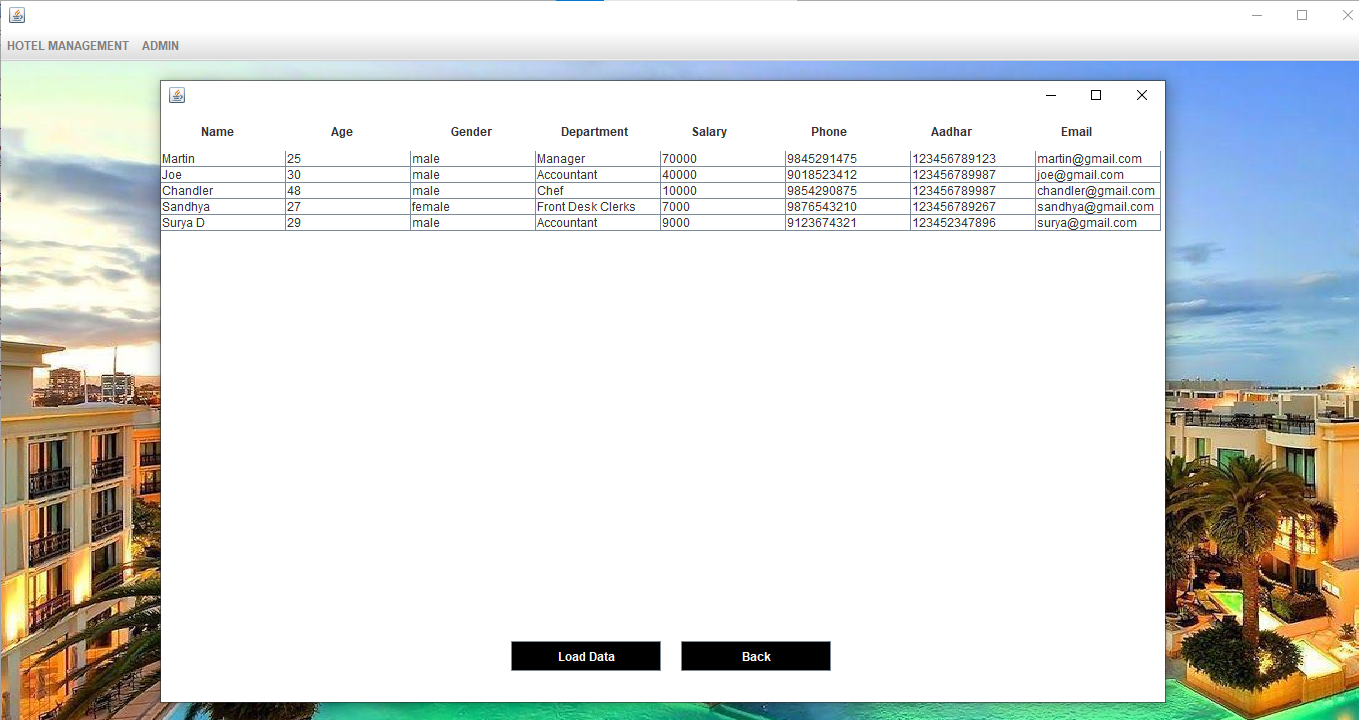 HOTEL MANAGEMENT ADMIN
Name Age Gender Department Salary Phone Aadhar Email
Martin 25 male Manager 70000 9845291475 123456789123 martin@gmail.com
Joe 30 male Accountant 40000 9018523412 123456789987 joe@gmail.com
Chandler 48 male Chef 10000 9854290875 123456789987 chandler@gmail.com
Sandhya 27 female Front Desk Clerks 7000 9876543210 123456789267 sandhya@gmail.com
Surya D 29 male Accountant 9000 9123674321 123452347896 surya@gmail.com
Load Data Back